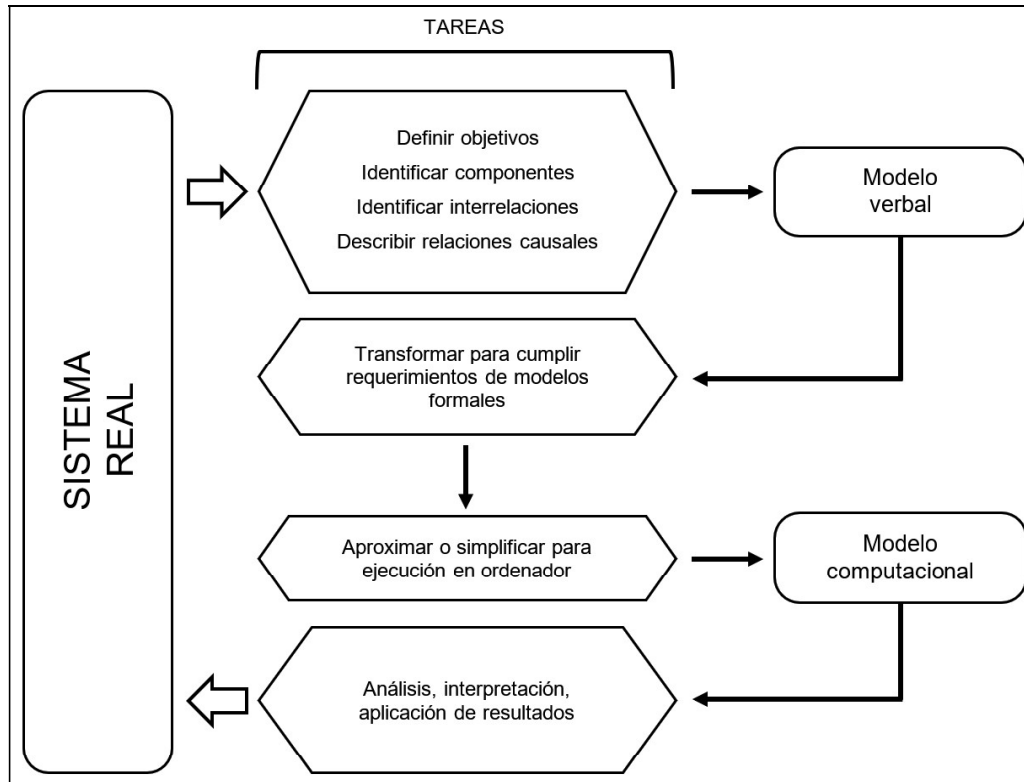 TAREAS
SISTEMA
REAL
Definir objetivos
Identificar componentes
Identificar interrelaciones
Describir relaciones causales
Modelo
verbal
Transformar para cumplir
requerimientos de modelos
formales
Aproximar o simplificar para
ejecución en ordenador
Modelo
computacional
Análisis, interpretación,
aplicación de resultados